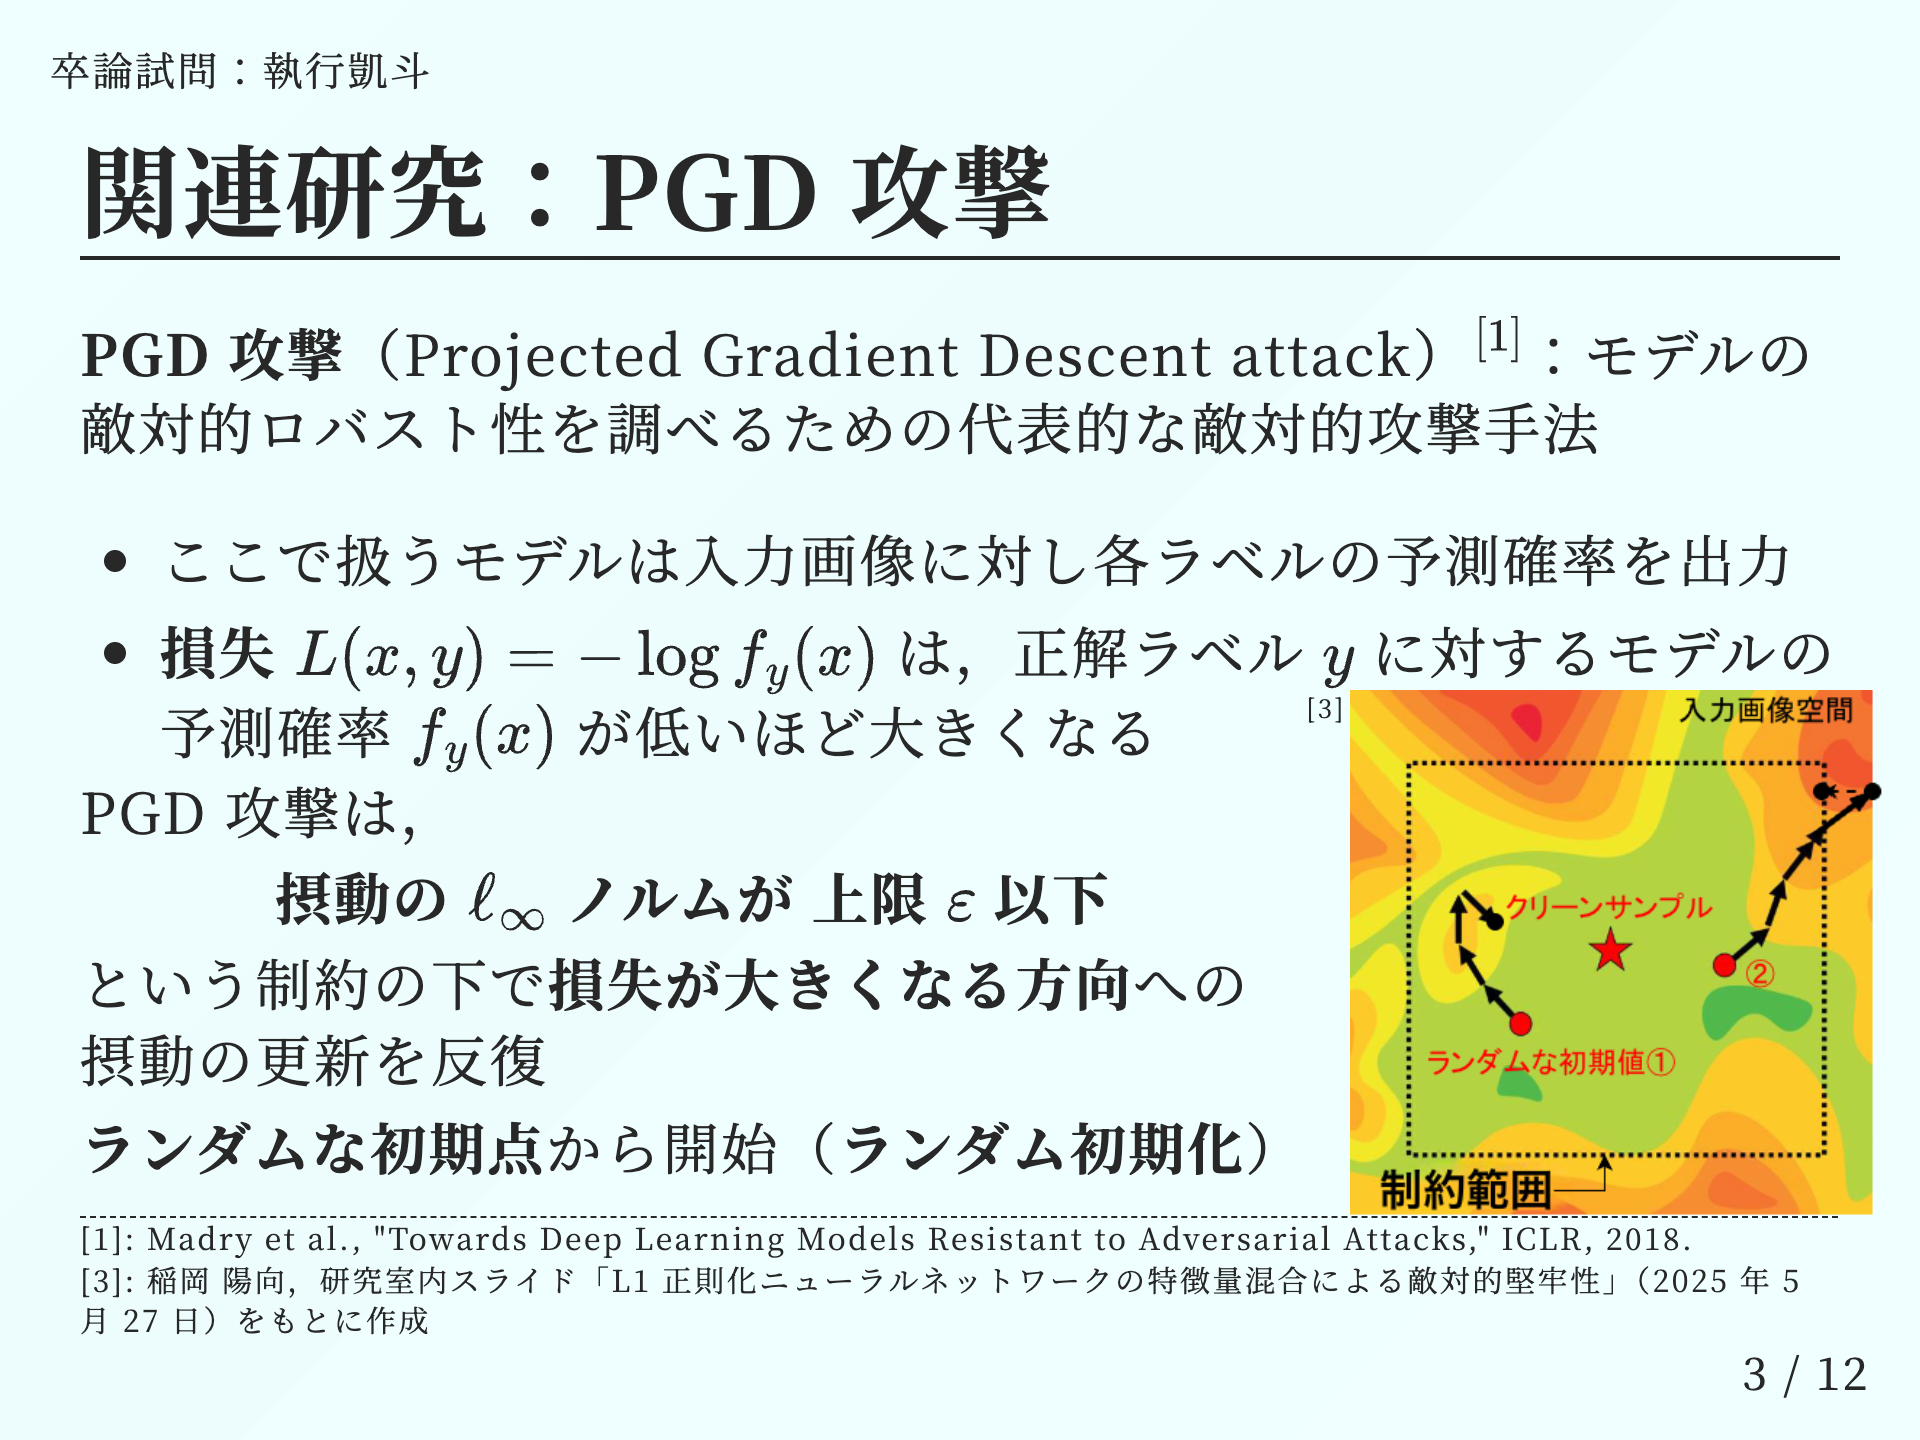 卒論試問：執行凱斗
関連研究：PGD 攻撃
PGD 攻撃（Projected Gradient Descent attack）[1]：モデルの
敵対的ロバスト性を調べるための代表的な敵対的攻撃手法
• ここで扱うモデルは入力画像に対し各ラベルの予測確率を出力
• 損失 L(x, y) = − log f_y(x) は，正解ラベル y に対するモデルの
予測確率 f_y(x) が低いほど大きくなる
PGD 攻撃は，
摂動の ℓ_∞ ノルムが 上限 ε 以下
という制約の下で損失が大きくなる方向への
摂動の更新を反復
ランダムな初期点から開始（ランダム初期化）
[3]
入力画像空間
クリーンサンプル
②
ランダムな初期値①
制約範囲
[1]: Madry et al., "Towards Deep Learning Models Resistant to Adversarial Attacks," ICLR, 2018.
[3]: 稲岡 陽向，研究室内スライド「L1 正則化ニューラルネットワークの特徴量混合による敵対的堅牢性」（2025 年 5
月 27 日）をもとに作成
3 / 12